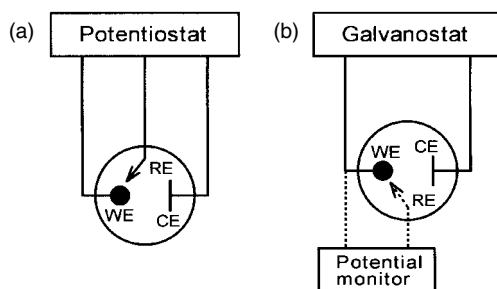 (a)
Potentiostat
RE
WE
CE
(b)
Galvanostat
WE
CE
RE
Potential
monitor